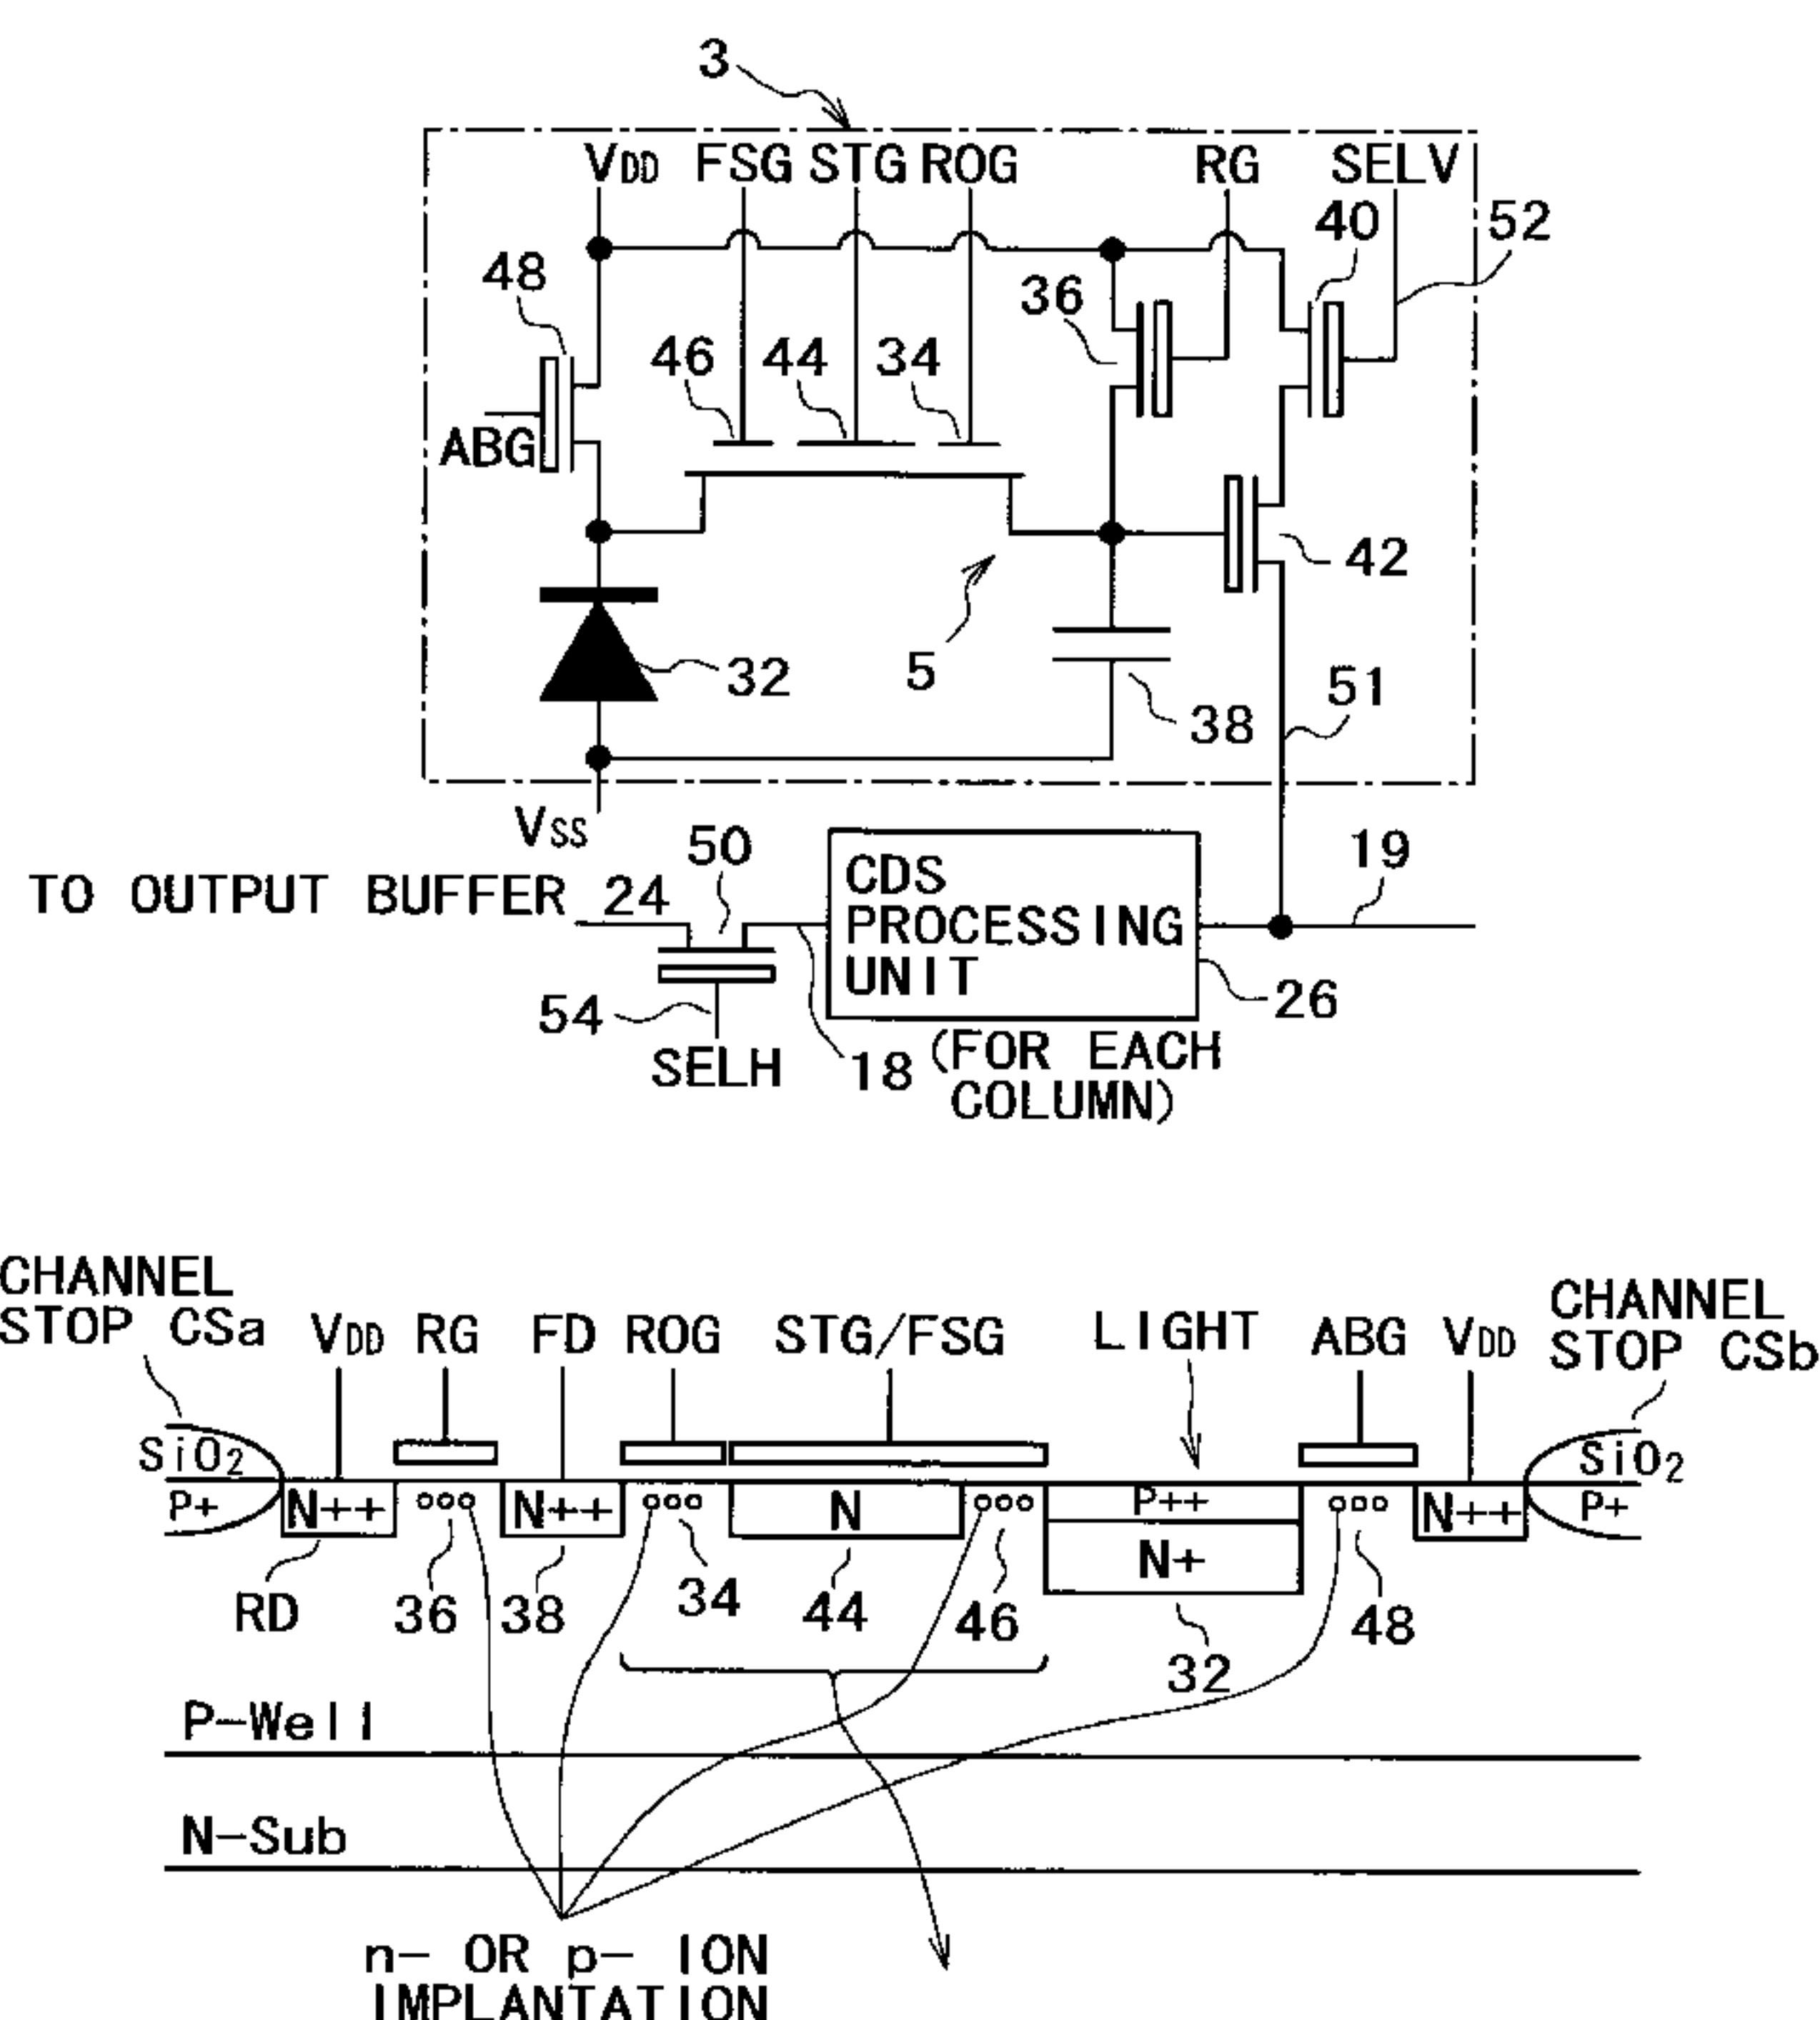 3
VDD FSG STG ROG RG SELV
40 52
48
36
46 44 34
ABG
42
5
32
51
38
VSS
50
19
TO OUTPUT BUFFER 24
CDS
PROCESSING
UNIT
26
54
SELH
18
(FOR EACH
COLUMN)
CHANNEL
STOP CSa
VDD RG FD ROG STG/FSG LIGHT ABG VDD
CHANNEL
STOP CSb
SiO2 SiO2
P+ N++ N++ N P++ N++ P+
N+
RD 36 38 34 44 46 32 48
P-Well
N-Sub
n- OR p- ION
IMPLANTATION